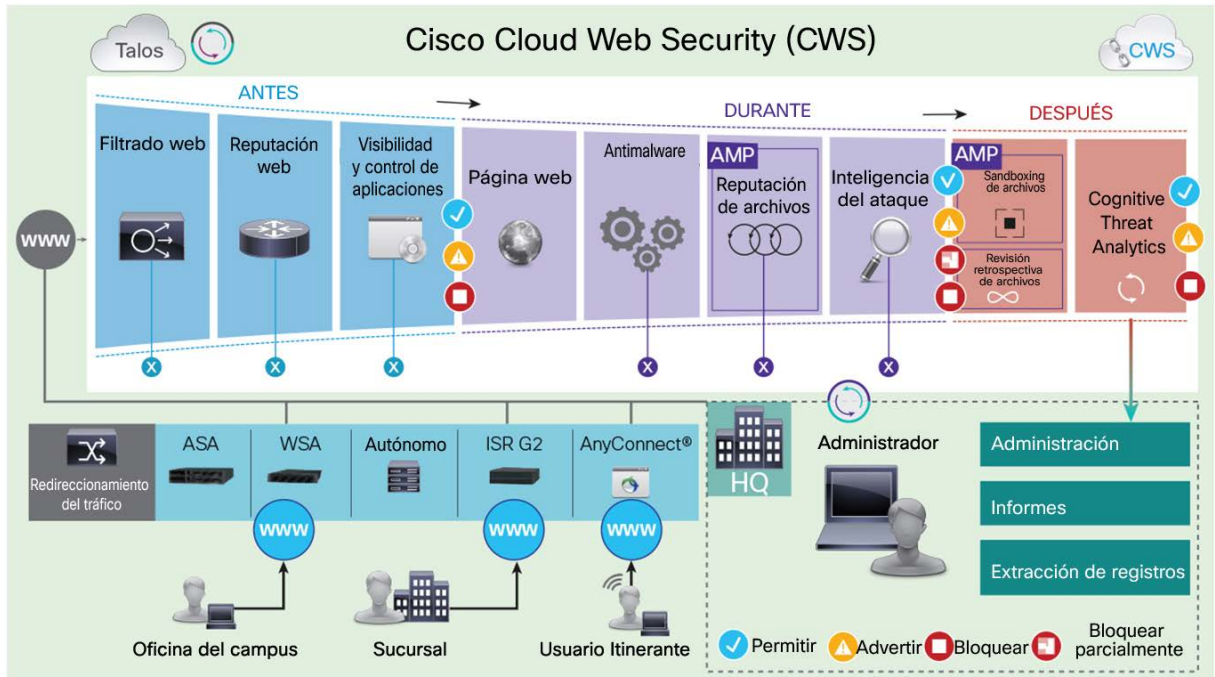 Talos
Cisco Cloud Web Security (CWS)
CWS
ANTES
DURANTE
DESPUÉS
Filtrado web
Reputación
web
Visibilidad
y control de
aplicaciones
Página web
Antimalware
AMP
Reputación
de archivos
Inteligencia
del ataque
AMP
Sandboxing
de archivos
Revisión
retrospectiva
de archivos
Cognitive
Threat
Analytics
www
X
X
X
X
X
X
Redireccionamiento
del tráfico
ASA
WSA
Autónomo
ISR G2
AnyConnect®
www
www
www
Oficina del campus
Sucursal
Usuario Itinerante
HQ
Administrador
Administración
Informes
Extracción de registros
Permitir
Advertir
Bloquear
Bloquear
parcialmente